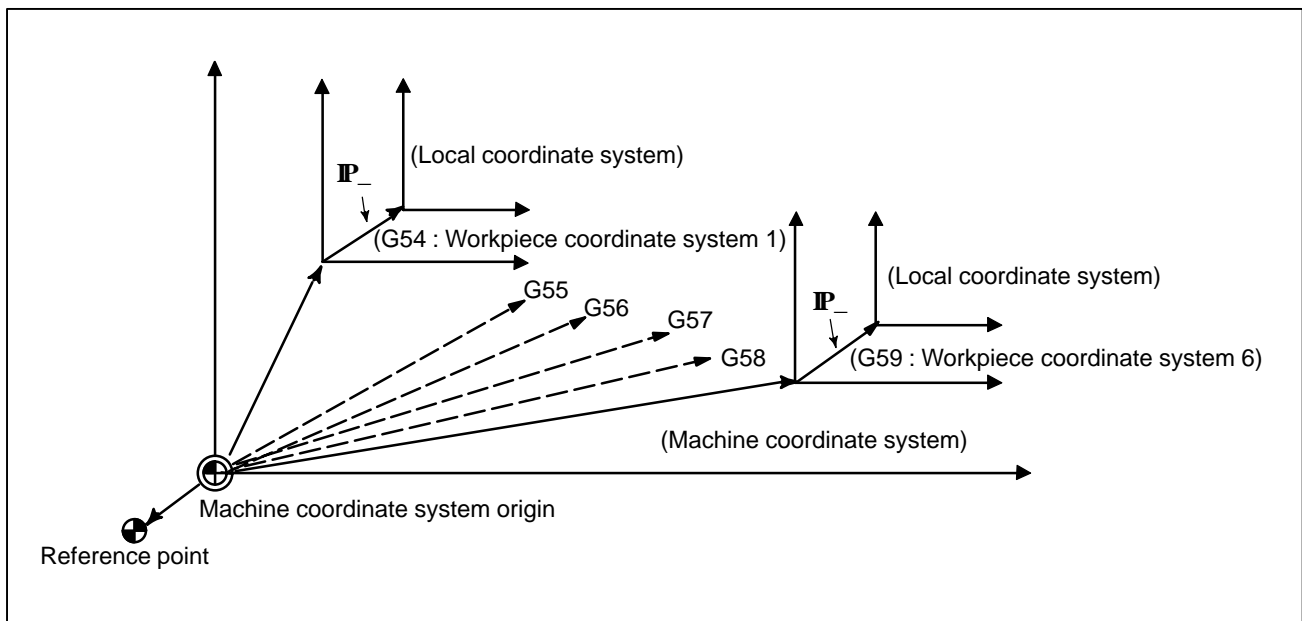 (Local coordinate system)
IP_
(G54 : Workpiece coordinate system 1)
(Local coordinate system)
G55
IP_
G56
G57
G58
(G59 : Workpiece coordinate system 6)
(Machine coordinate system)
Machine coordinate system origin
Reference point